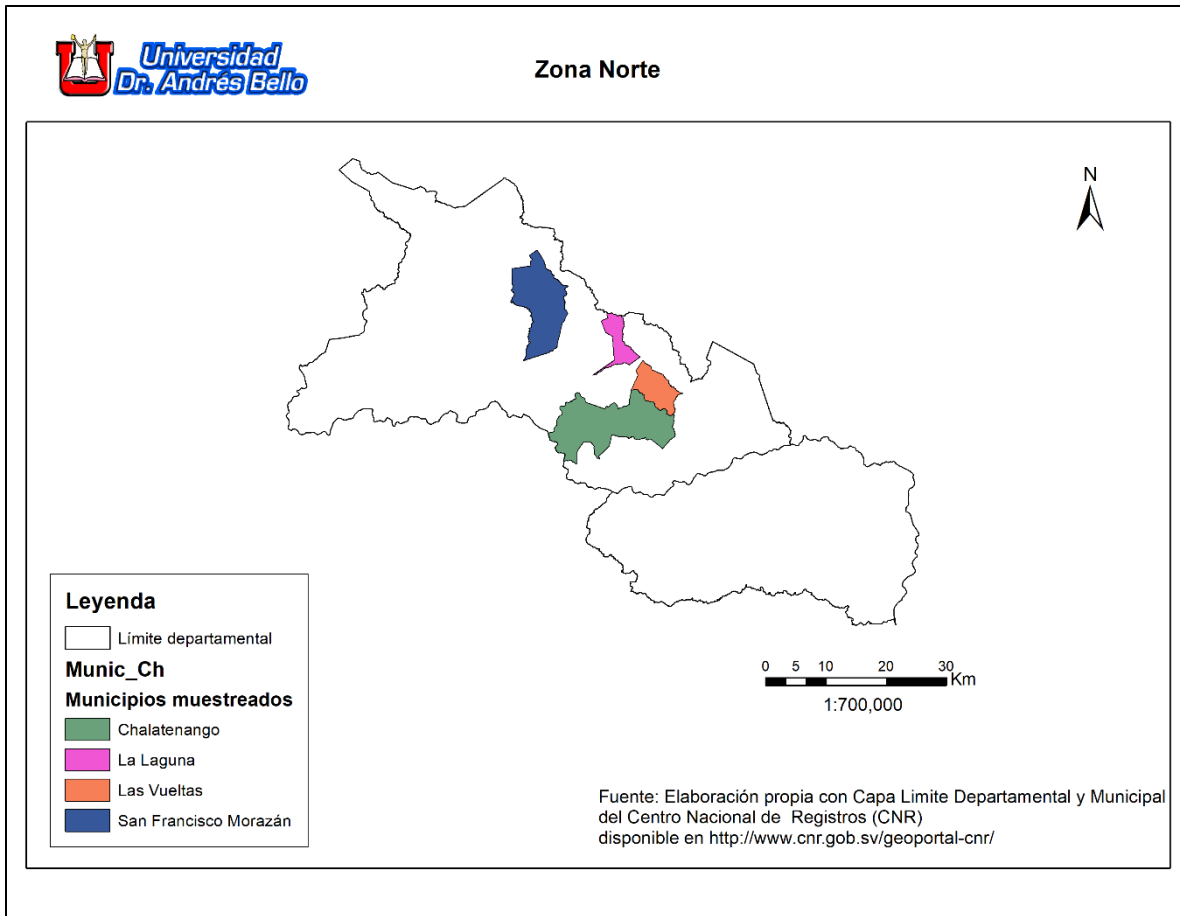 Universidad
Dr. Andrés Bello
Zona Norte
N
Leyenda
Límite departamental
Munic_Ch
Municipios muestreados
Chalatenango
La Laguna
Las Vueltas
San Francisco Morazán
0 5 10 20 30
Km
1:700,000
Fuente: Elaboración propia con Capa Limite Departamental y Municipal
del Centro Nacional de Registros (CNR)
disponible en http://www.cnr.gob.sv/geoportal-cnr/